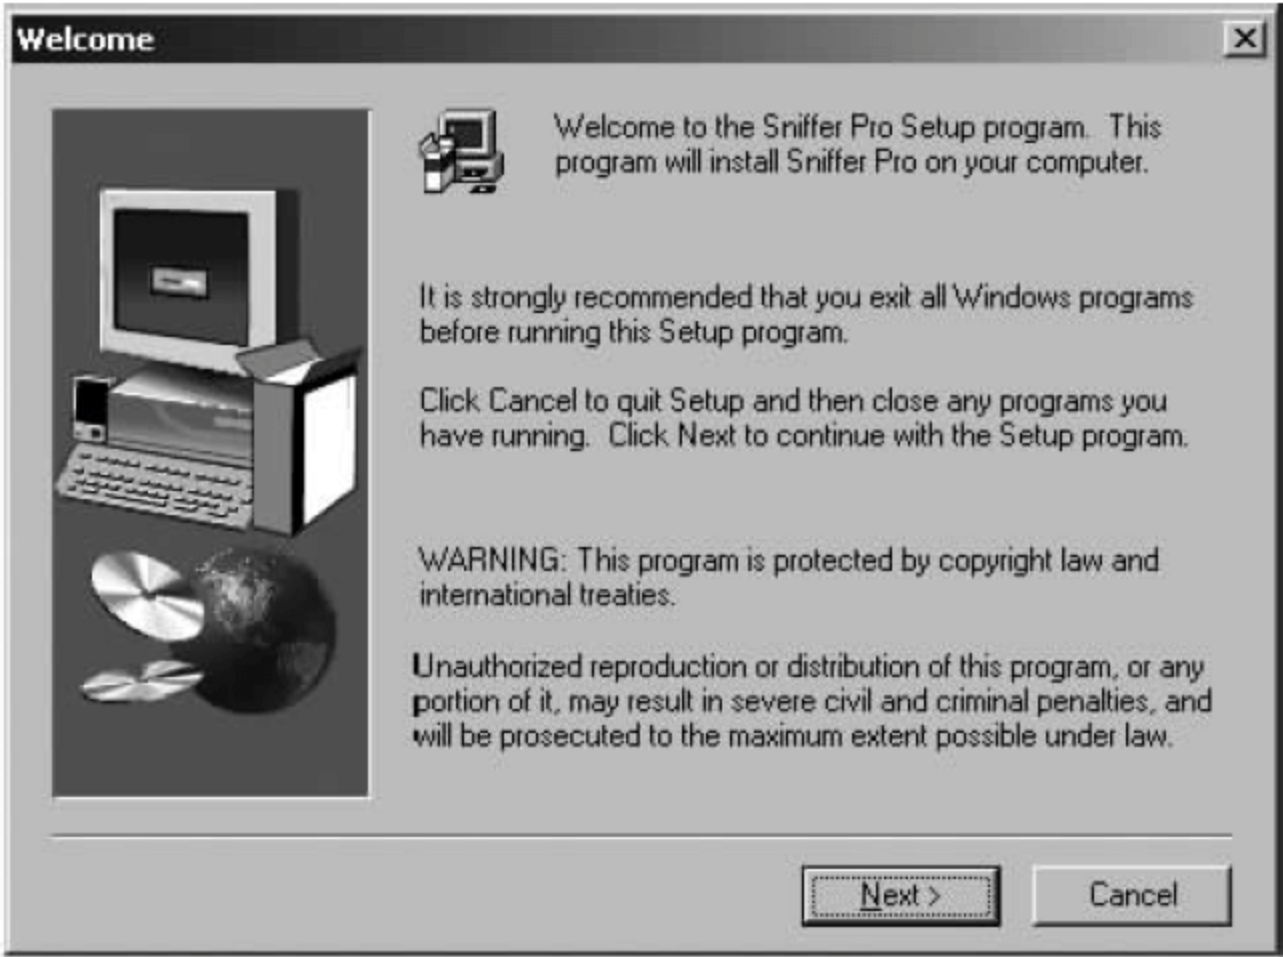 Welcome
Welcome to the Sniffer Pro Setup program. This
program will install Sniffer Pro on your computer.
It is strongly recommended that you exit all Windows programs
before running this Setup program.
Click Cancel to quit Setup and then close any programs you
have running. Click Next to continue with the Setup program.
WARNING: This program is protected by copyright law and
international treaties.
Unauthorized reproduction or distribution of this program, or any
portion of it, may result in severe civil and criminal penalties, and
will be prosecuted to the maximum extent possible under law.
Next >
Cancel